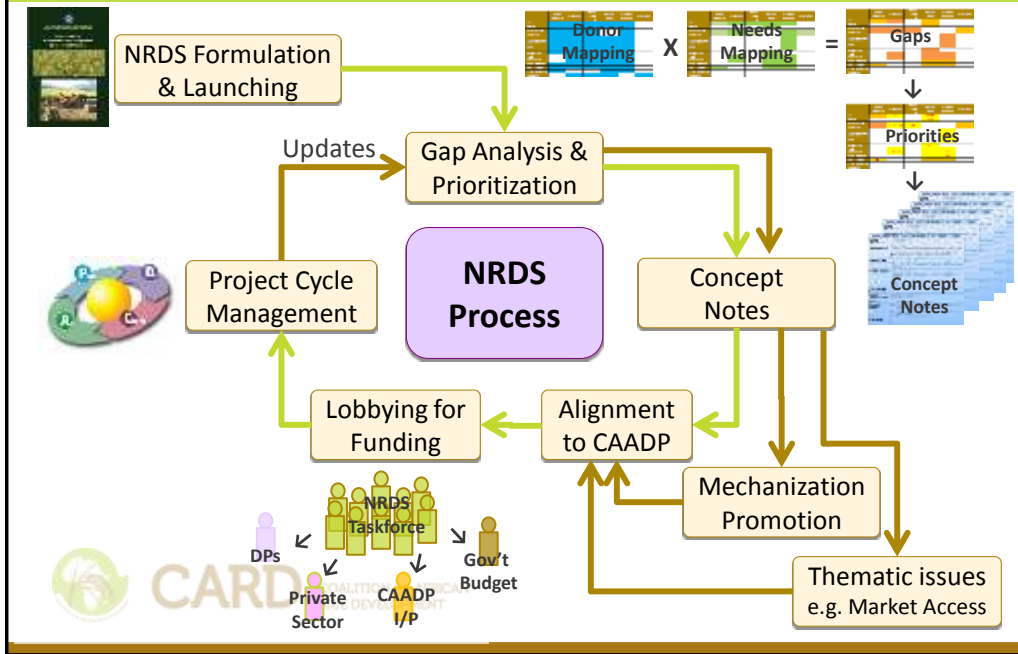 NRDS Formulation
& Launching
Donor
Mapping
X
Needs
Mapping
=
Gaps
Priorities
Concept
Notes
Updates
Gap Analysis &
Prioritization
NRDS
Process
Project Cycle
Management
Concept
Notes
Lobbying for
Funding
Alignment
to CAADP
Mechanization
Promotion
Thematic issues
e.g. Market Access
NRDS
Taskforce
DPs
Private
Sector
CAADP
I/P
Gov't
Budget
CARD